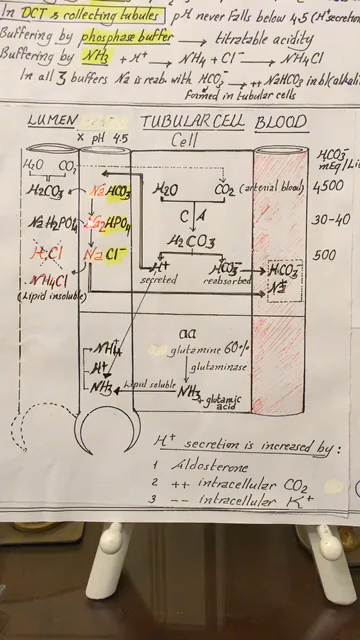 In DCT & collecting tubules pH never falls below 4.5 (H+ secretion
Buffering by phosphate buffer → titratable acidity
Buffering by NH3 + H+ → NH4 + Cl- → NH4Cl
In all 3 buffers Na is reab. with HCO3- → ++ NaHCO3 in bl (alkali
formed in tubular cells
LUMEN TUBULAR CELL BLOOD
x pH 4.5 Cell
HCO3-
mEq/Li
H2O CO2
H2CO3 NaHCO3 H2O CO2 (arterial blood) 4500
C A
NaH2PO4 Na2HPO4 30-40
H2CO3
HCl NaCl- 500
H+ HCO3- HCO3-
secreted reabsorbed Na+
NH4Cl
(Lipid insoluble)
aa
NH4 glutamine 60%
H+ glutaminase
NH3 Lipid soluble NH3 + glutamic
acid
H+ secretion is increased by:
1 Aldosterone
2 ++ intracellular CO2
3 -- intracellular K+